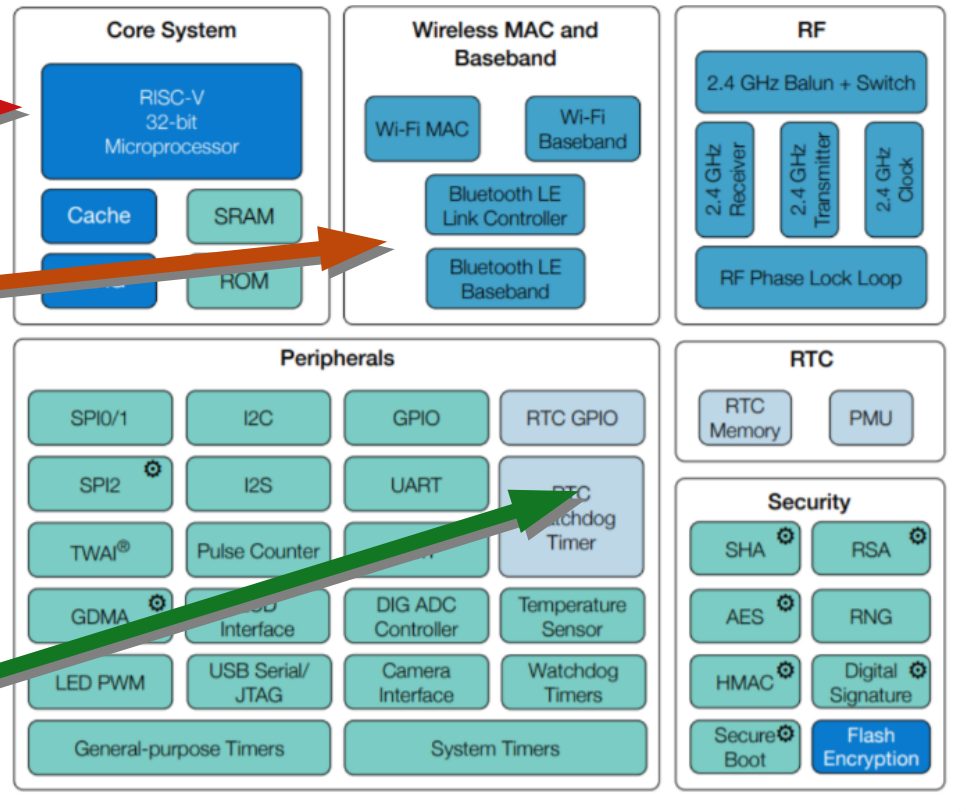 Core System
RISC-V
32-bit
Microprocessor
Cache
SRAM
ROM
Wireless MAC and
Baseband
Wi-Fi MAC
Wi-Fi
Baseband
Bluetooth LE
Link Controller
Bluetooth LE
Baseband
RF
2.4 GHz Balun + Switch
2.4 GHz
Receiver
2.4 GHz
Transmitter
2.4 GHz
Clock
RF Phase Lock Loop
Peripherals
SPI0/1
I2C
GPIO
RTC GPIO
SPI2
I2S
UART
RTC
Timer
TWAI®
Pulse Counter
GDMA
Interface
DIG ADC
Controller
Temperature
Sensor
LED PWM
USB Serial/
JTAG
Camera
Interface
Watchdog
Timers
General-purpose Timers
System Timers
RTC
RTC
Memory
PMU
Security
SHA
RSA
AES
RNG
HMAC
Digital
Signature
Secure
Boot
Flash
Encryption